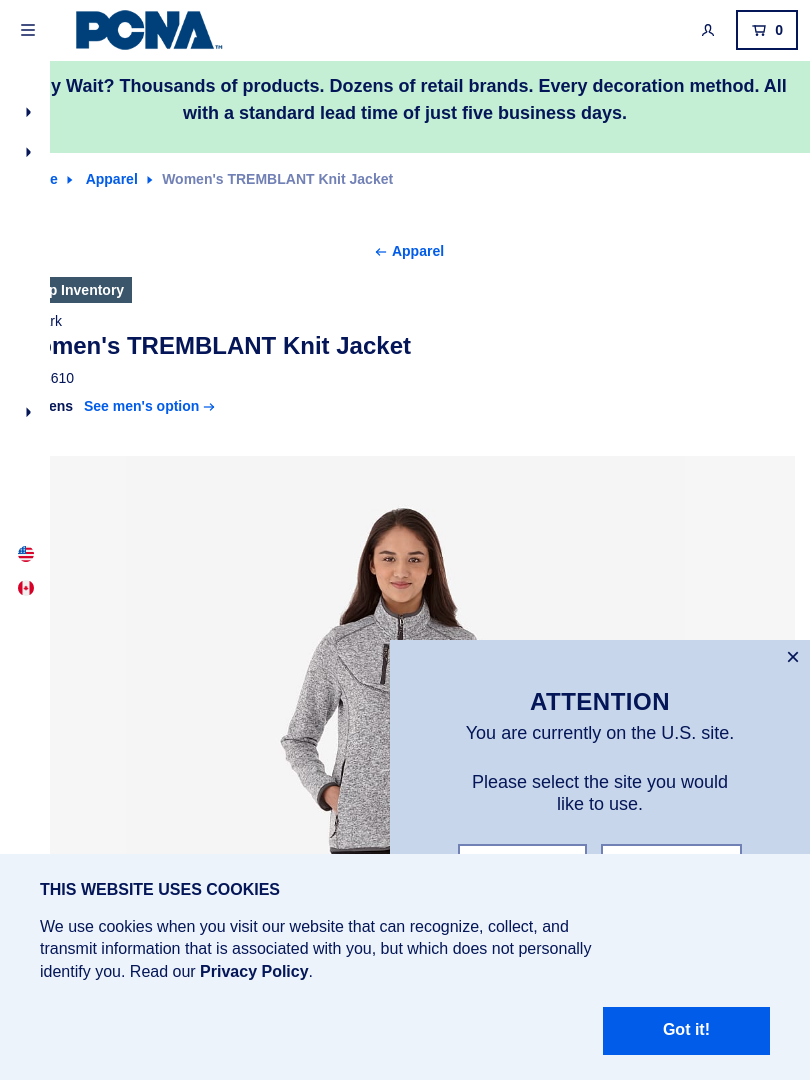 PCNA™
0
Wait? Thousands of products. Dozens of retail brands. Every decoration method. All
with a standard lead time of just five business days.
Apparel Women's TREMBLANT Knit Jacket
← Apparel
Inventory
TREMBLANT Knit Jacket
610
See men's option →
×
ATTENTION
You are currently on the U.S. site.
Please select the site you would
like to use.
THIS WEBSITE USES COOKIES
We use cookies when you visit our website that can recognize, collect, and
transmit information that is associated with you, but which does not personally
identify you. Read our Privacy Policy.
Got it!